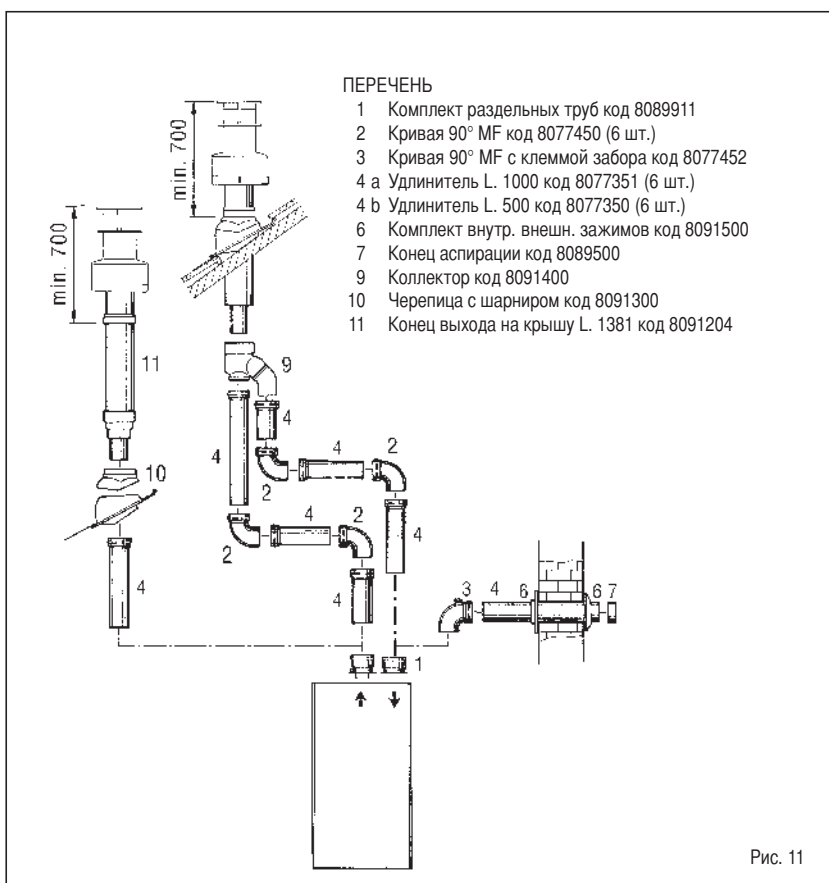 ПЕРЕЧЕНЬ
1 Комплект раздельных труб код 8089911
2 Кривая 90° MF код 8077450 (6 шт.)
3 Кривая 90° MF с клеммой забора код 8077452
4 a Удлинитель L. 1000 код 8077351 (6 шт.)
4 b Удлинитель L. 500 код 8077350 (6 шт.)
6 Комплект внутр. внешн. зажимов код 8091500
7 Конец аспирации код 8089500
9 Коллектор код 8091400
10 Черепица с шарниром код 8091300
11 Конец выхода на крышу L. 1381 код 8091204
min. 700
min. 700
11
9
4
10
4
4
2
2
4
2
2
4
4
4
3
4
6
6
7
1
Рис. 11